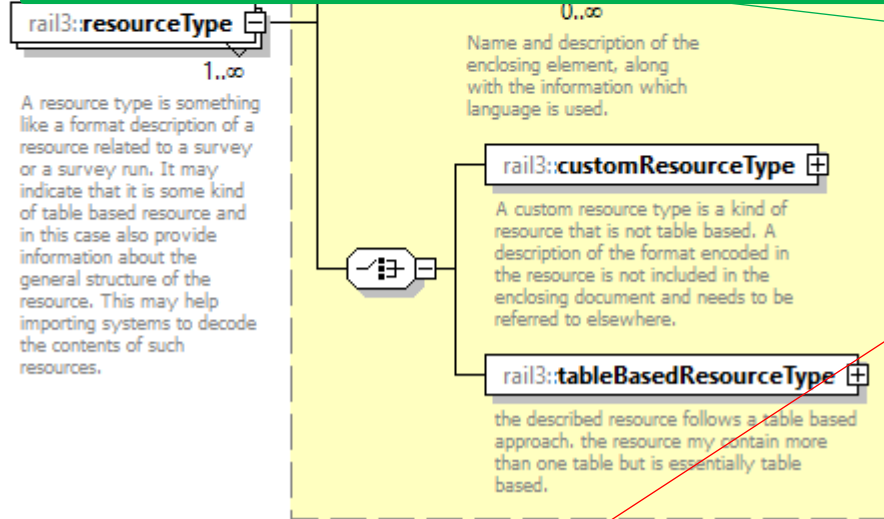 rail3::resourceType
1..∞
A resource type is something
like a format description of a
resource related to a survey
or a survey run. It may
indicate that it is some kind
of table based resource and
in this case also provide
information about the
general structure of the
resource. This may help
importing systems to decode
the contents of such
resources.
0..∞
Name and description of the
enclosing element, along
with the information which
language is used.
rail3::customResourceType
A custom resource type is a kind of
resource that is not table based. A
description of the format encoded in
the resource is not included in the
enclosing document and needs to be
referred to elsewhere.
rail3::tableBasedResourceType
the described resource follows a table based
approach. the resource my contain more
than one table but is essentially table
based.